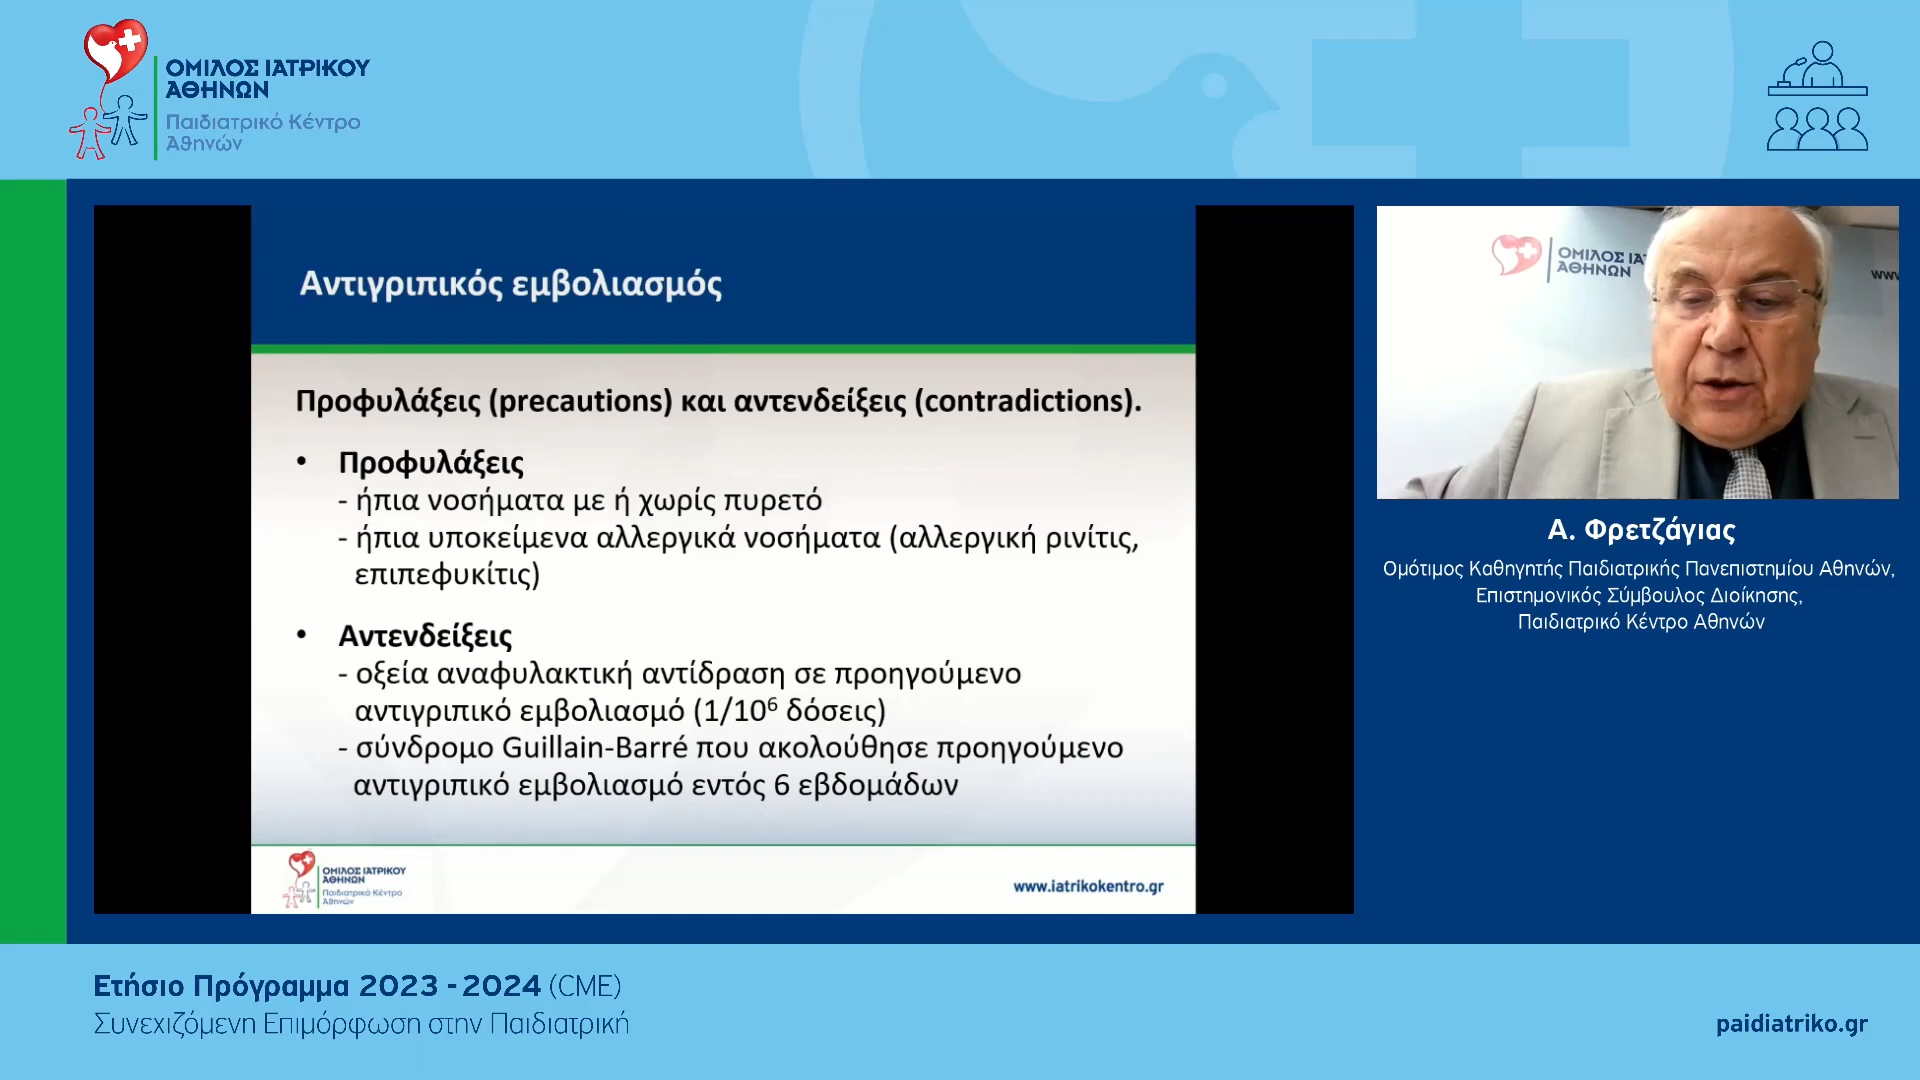 ΟΜΙΛΟΣ ΙΑΤΡΙΚΟΥ
ΑΘΗΝΩΝ
Παιδιατρικό Κέντρο
Αθηνών
Αντιγριπικός εμβολιασμός
Προφυλάξεις (precautions) και αντενδείξεις (contradictions).
• Προφυλάξεις
- ήπια νοσήματα με ή χωρίς πυρετό
- ήπια υποκείμενα αλλεργικά νοσήματα (αλλεργική ρινίτις,
επιπεφυκίτις)
• Αντενδείξεις
- οξεία αναφυλακτική αντίδραση σε προηγούμενο
αντιγριπικό εμβολιασμό (1/10⁶ δόσεις)
- σύνδρομο Guillain-Barré που ακολούθησε προηγούμενο
αντιγριπικό εμβολιασμό εντός 6 εβδομάδων
ΟΜΙΛΟΣ ΙΑΤΡΙΚΟΥ
ΑΘΗΝΩΝ
Παιδιατρικό Κέντρο
Αθηνών
www.iatrikokentro.gr
ΟΜΙΛΟΣ ΙΑ
ΑΘΗΝΩΝ
www
Α. Φρετζάγιας
Ομότιμος Καθηγητής Παιδιατρικής Πανεπιστημίου Αθηνών,
Επιστημονικός Σύμβουλος Διοίκησης,
Παιδιατρικό Κέντρο Αθηνών
Ετήσιο Πρόγραμμα 2023 - 2024 (CME)
Συνεχιζόμενη Επιμόρφωση στην Παιδιατρική
paidiatriko.gr